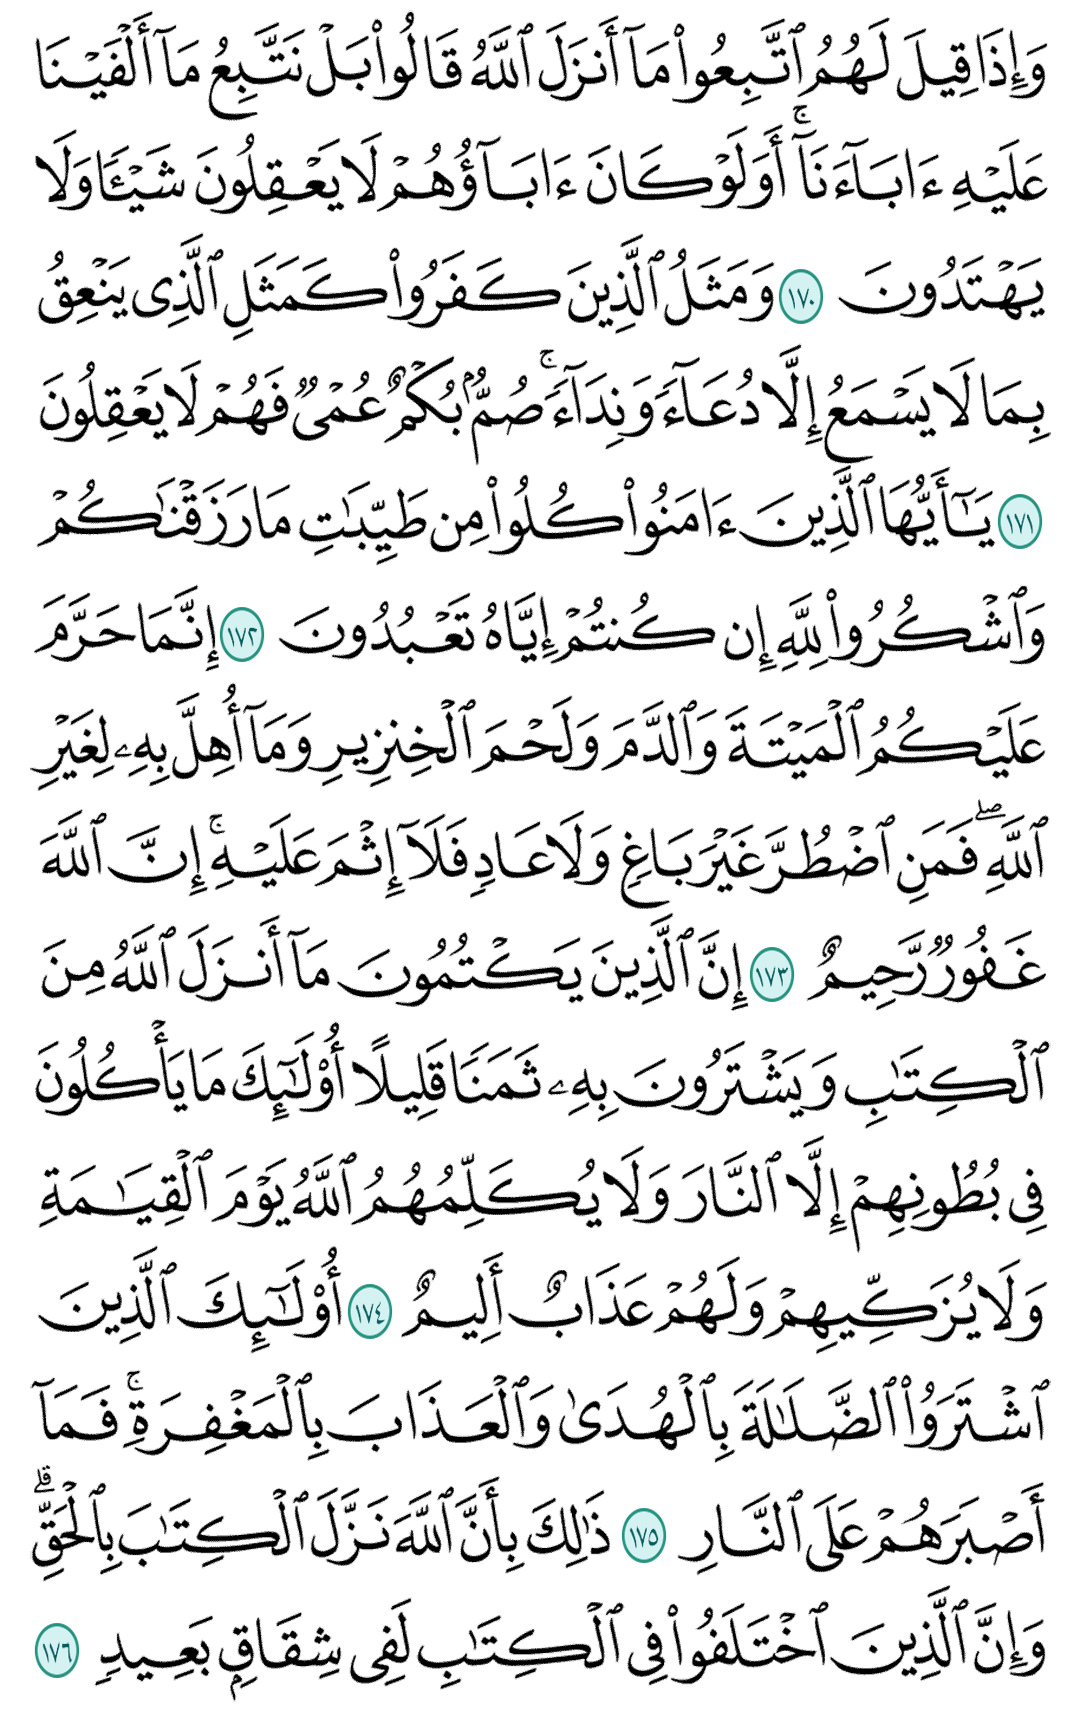 وَإِذَا قِيلَ لَهُمُ ٱتَّبِعُوا۟ مَآ أَنزَلَ ٱللَّهُ قَالُوا۟ بَلْ نَتَّبِعُ مَآ أَلْفَيْنَا
عَلَيْهِ ءَابَآءَنَآ ۚ أَوَلَوْ كَانَ ءَابَآؤُهُمْ لَا يَعْقِلُونَ شَيْـًٔا وَلَا
يَهْتَدُونَ ١٧٠ وَمَثَلُ ٱلَّذِينَ كَفَرُوا۟ كَمَثَلِ ٱلَّذِى يَنْعِقُ
بِمَا لَا يَسْمَعُ إِلَّا دُعَآءً وَنِدَآءً ۚ صُمٌّۢ بُكْمٌ عُمْىٌ فَهُمْ لَا يَعْقِلُونَ
١٧١ يَـٰٓأَيُّهَا ٱلَّذِينَ ءَامَنُوا۟ كُلُوا۟ مِن طَيِّبَـٰتِ مَا رَزَقْنَـٰكُمْ
وَٱشْكُرُوا۟ لِلَّهِ إِن كُنتُمْ إِيَّاهُ تَعْبُدُونَ ١٧٢ إِنَّمَا حَرَّمَ
عَلَيْكُمُ ٱلْمَيْتَةَ وَٱلدَّمَ وَلَحْمَ ٱلْخِنزِيرِ وَمَآ أُهِلَّ بِهِۦ لِغَيْرِ
ٱللَّهِ ۖ فَمَنِ ٱضْطُرَّ غَيْرَ بَاغٍ وَلَا عَادٍ فَلَآ إِثْمَ عَلَيْهِ ۚ إِنَّ ٱللَّهَ
غَفُورٌ رَّحِيمٌ ١٧٣ إِنَّ ٱلَّذِينَ يَكْتُمُونَ مَآ أَنزَلَ ٱللَّهُ مِنَ
ٱلْكِتَـٰبِ وَيَشْتَرُونَ بِهِۦ ثَمَنًا قَلِيلًا أُو۟لَـٰٓئِكَ مَا يَأْكُلُونَ
فِى بُطُونِهِمْ إِلَّا ٱلنَّارَ وَلَا يُكَلِّمُهُمُ ٱللَّهُ يَوْمَ ٱلْقِيَـٰمَةِ
وَلَا يُزَكِّيهِمْ وَلَهُمْ عَذَابٌ أَلِيمٌ ١٧٤ أُو۟لَـٰٓئِكَ ٱلَّذِينَ
ٱشْتَرَوُا۟ ٱلضَّلَـٰلَةَ بِٱلْهُدَىٰ وَٱلْعَذَابَ بِٱلْمَغْفِرَةِ ۚ فَمَآ
أَصْبَرَهُمْ عَلَى ٱلنَّارِ ١٧٥ ذَٰلِكَ بِأَنَّ ٱللَّهَ نَزَّلَ ٱلْكِتَـٰبَ بِٱلْحَقِّ ۗ
وَإِنَّ ٱلَّذِينَ ٱخْتَلَفُوا۟ فِى ٱلْكِتَـٰبِ لَفِى شِقَاقٍۭ بَعِيدٍ ١٧٦